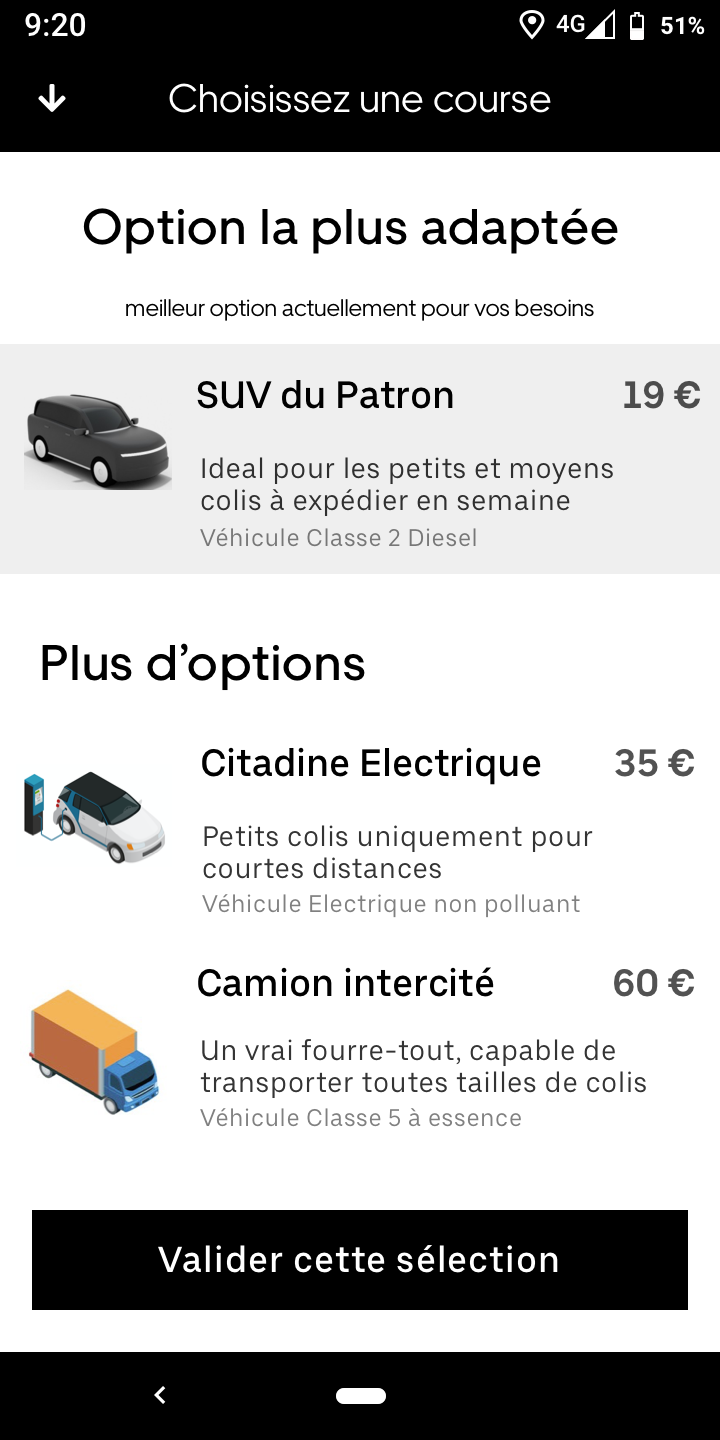 9:20
4G
51%
Choisissez une course
Option la plus adaptée
meilleur option actuellement pour vos besoins
SUV du Patron
19 €
Ideal pour les petits et moyens
colis à expédier en semaine
Véhicule Classe 2 Diesel
Plus d’options
Citadine Electrique
35 €
Petits colis uniquement pour
courtes distances
Véhicule Electrique non polluant
Camion intercité
60 €
Un vrai fourre-tout, capable de
transporter toutes tailles de colis
Véhicule Classe 5 à essence
Valider cette sélection